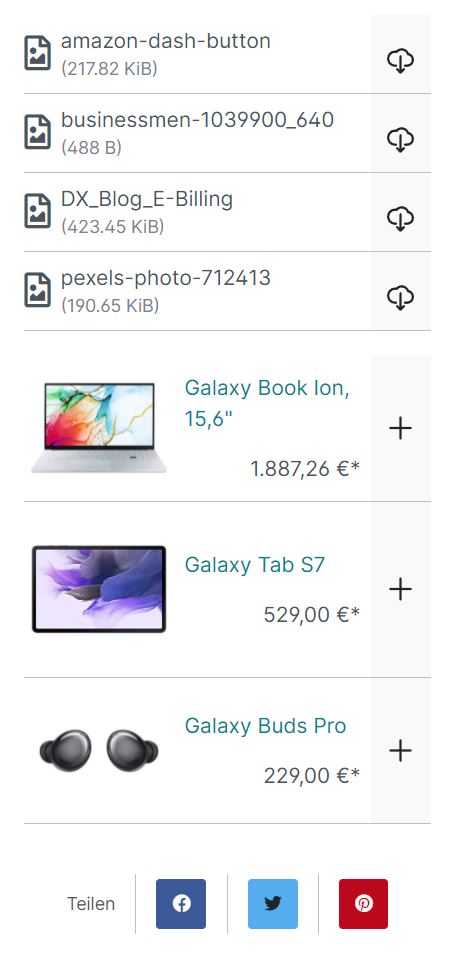 amazon-dash-button
(217.82 KiB)
businessmen-1039900_640
(488 B)
DX_Blog_E-Billing
(423.45 KiB)
pexels-photo-712413
(190.65 KiB)
Galaxy Book Ion,
15,6"
1.887,26 €*
Galaxy Tab S7
529,00 €*
Galaxy Buds Pro
229,00 €*
Teilen